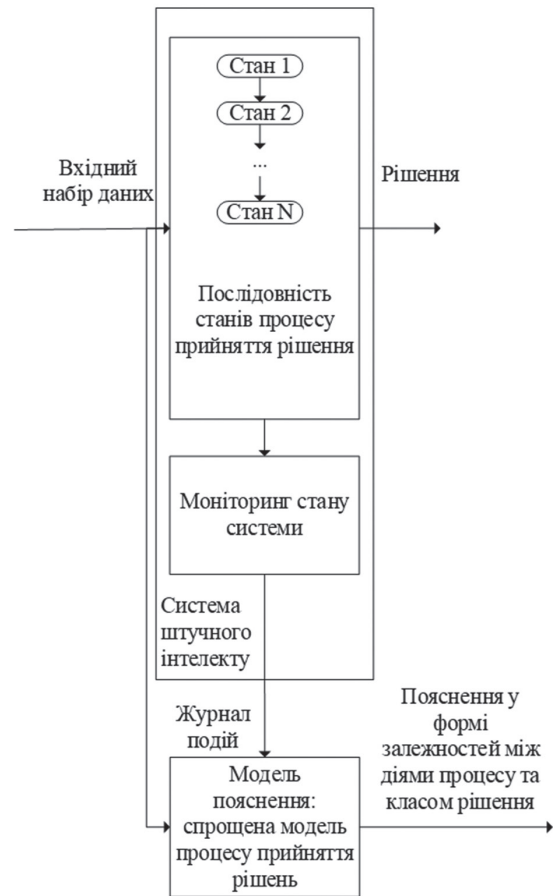 Стан 1
Стан 2
...
Стан N
Вхідний
набір даних
Рішення
Послідовність
станів процесу
прийняття рішення
Моніторинг стану
системи
Система
штучного
інтелекту
Журнал
подій
Пояснення у
формі
залежностей між
діями процесу та
класом рішення
Модель
пояснення:
спрощена модель
процесу прийняття
рішень